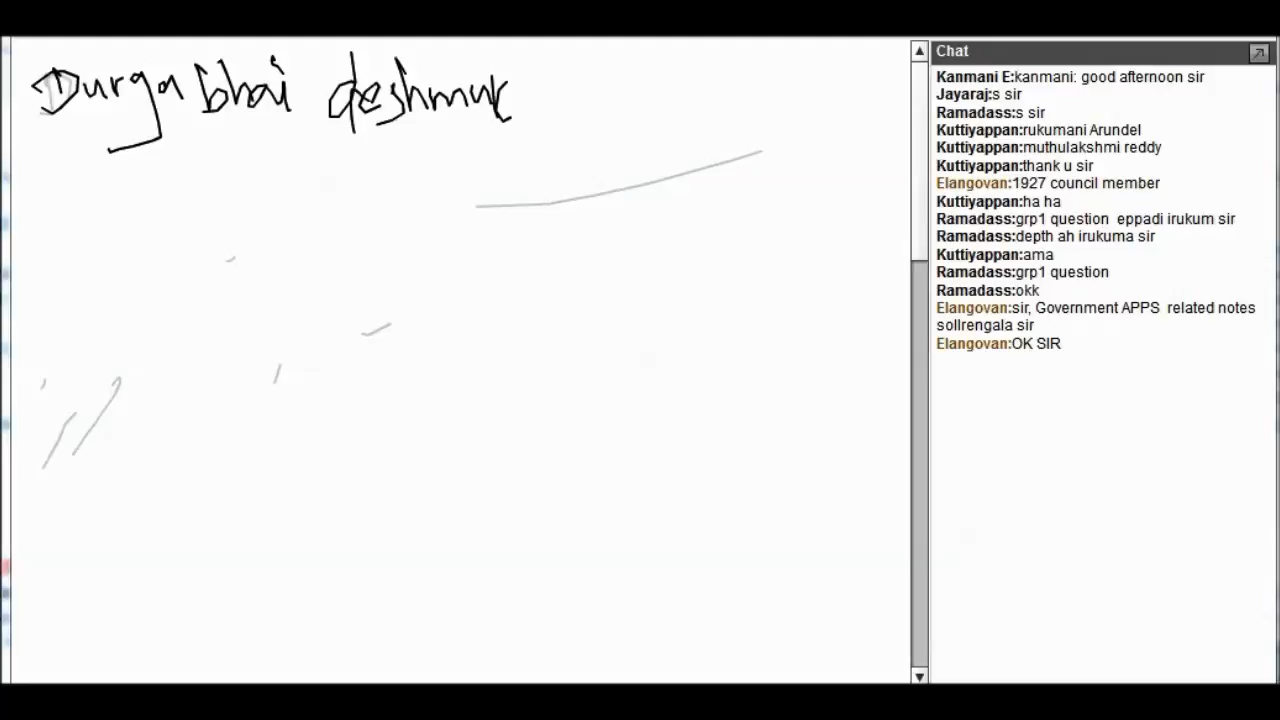 Durga bhai deshmuk
Chat
Kanmani E:kanmani: good afternoon sir
Jayaraj:s sir
Ramadass:s sir
Kuttiyappan:rukumani Arundel
Kuttiyappan:muthulakshmi reddy
Kuttiyappan:thank u sir
Elangovan:1927 council member
Kuttiyappan:ha ha
Ramadass:grp1 question eppadi irukum sir
Ramadass:depth ah irukuma sir
Kuttiyappan:ama
Ramadass:grp1 question
Ramadass:okk
Elangovan:sir, Government APPS related notes
sollrengala sir
Elangovan:OK SIR